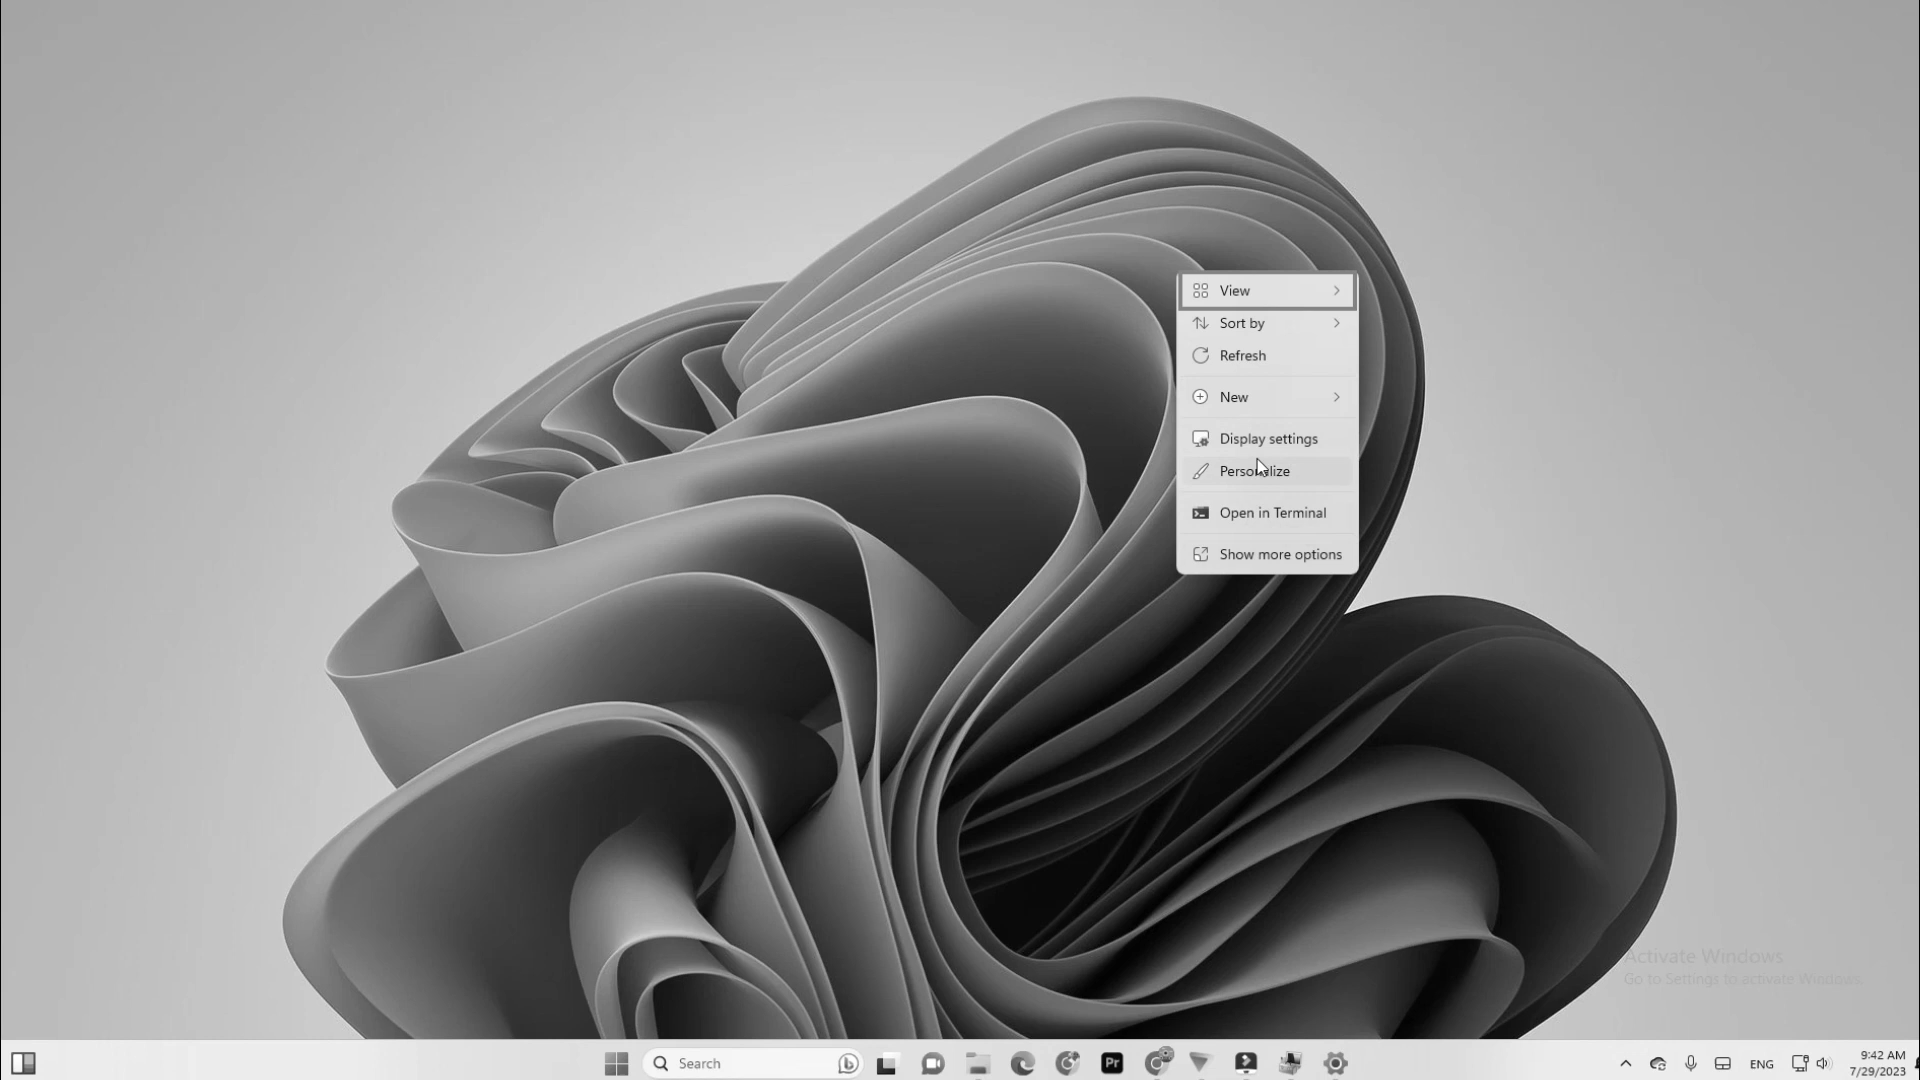 View
Sort by
Refresh
New
Display settings
Personalize
Open in Terminal
Show more options
Activate Windows
Go to Settings to activate Windows.
Search
Pr
ENG
9:42 AM
7/29/2023